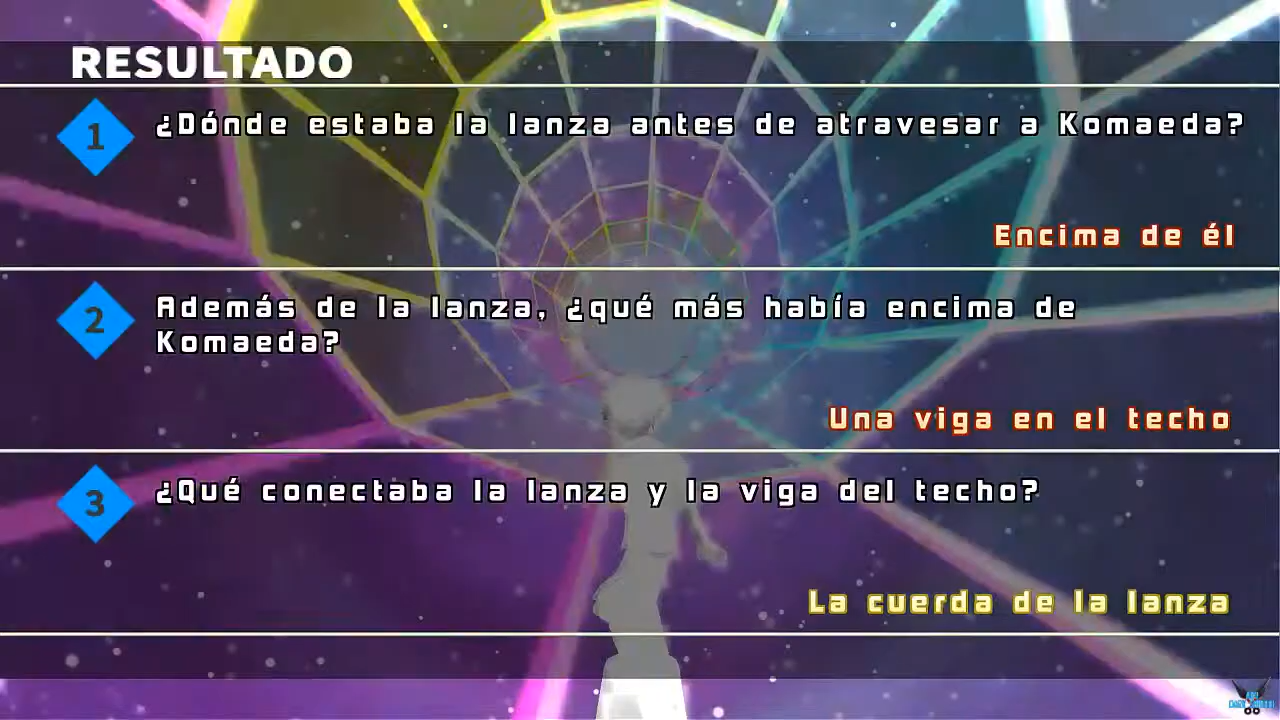 RESULTADO
1
¿Dónde estaba la lanza antes de atravesar a Komaeda?
Encima de él
2
Además de la lanza, ¿qué más había encima de
Komaeda?
Una viga en el techo
3
¿Qué conectaba la lanza y la viga del techo?
La cuerda de la lanza